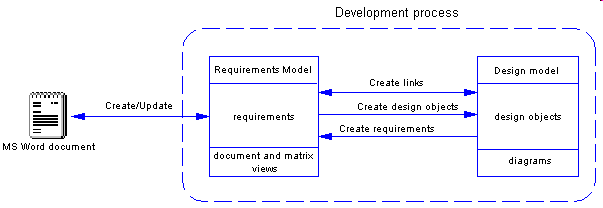 Development process
Requirements Model
Design model
Create links
Create/Update
Create design objects
requirements
design objects
Create requirements
MS Word document
document and matrix
views
diagrams